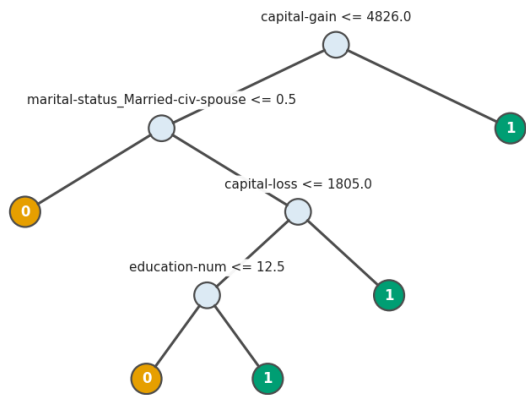 capital-gain <= 4826.0
marital-status_Married-civ-spouse <= 0.5
1
0
capital-loss <= 1805.0
education-num <= 12.5
1
0
1